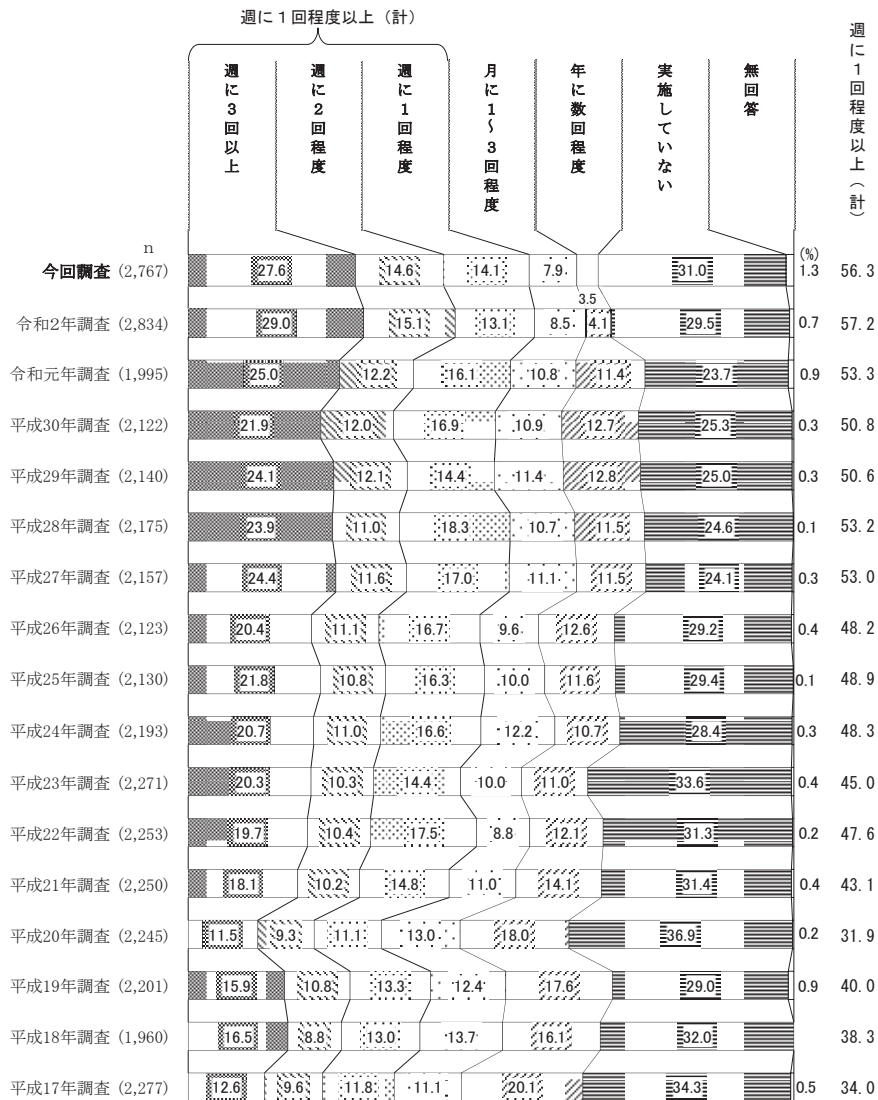 週に１回程度以上（計）
週に３回以上
週に２回程度
週に１回程度
月に１～３回程度
年に数回程度
実施していない
無回答
週に１回程度以上（計）
n
(%)
今回調査 (2,767) 27.6 14.6 14.1 7.9 3.5 31.0 1.3 56.3
令和2年調査 (2,834) 29.0 15.1 13.1 8.5 4.1 29.5 0.7 57.2
令和元年調査 (1,995) 25.0 12.2 16.1 10.8 11.4 23.7 0.9 53.3
平成30年調査 (2,122) 21.9 12.0 16.9 10.9 12.7 25.3 0.3 50.8
平成29年調査 (2,140) 24.1 12.1 14.4 11.4 12.8 25.0 0.3 50.6
平成28年調査 (2,175) 23.9 11.0 18.3 10.7 11.5 24.6 0.1 53.2
平成27年調査 (2,157) 24.4 11.6 17.0 11.1 11.5 24.1 0.3 53.0
平成26年調査 (2,123) 20.4 11.1 16.7 9.6 12.6 29.2 0.4 48.2
平成25年調査 (2,130) 21.8 10.8 16.3 10.0 11.6 29.4 0.1 48.9
平成24年調査 (2,193) 20.7 11.0 16.6 12.2 10.7 28.4 0.3 48.3
平成23年調査 (2,271) 20.3 10.3 14.4 10.0 11.0 33.6 0.4 45.0
平成22年調査 (2,253) 19.7 10.4 17.5 8.8 12.1 31.3 0.2 47.6
平成21年調査 (2,250) 18.1 10.2 14.8 11.0 14.1 31.4 0.4 43.1
平成20年調査 (2,245) 11.5 9.3 11.1 13.0 18.0 36.9 0.2 31.9
平成19年調査 (2,201) 15.9 10.8 13.3 12.4 17.6 29.0 0.9 40.0
平成18年調査 (1,960) 16.5 8.8 13.0 13.7 16.1 32.0 38.3
平成17年調査 (2,277) 12.6 9.6 11.8 11.1 20.1 34.3 0.5 34.0